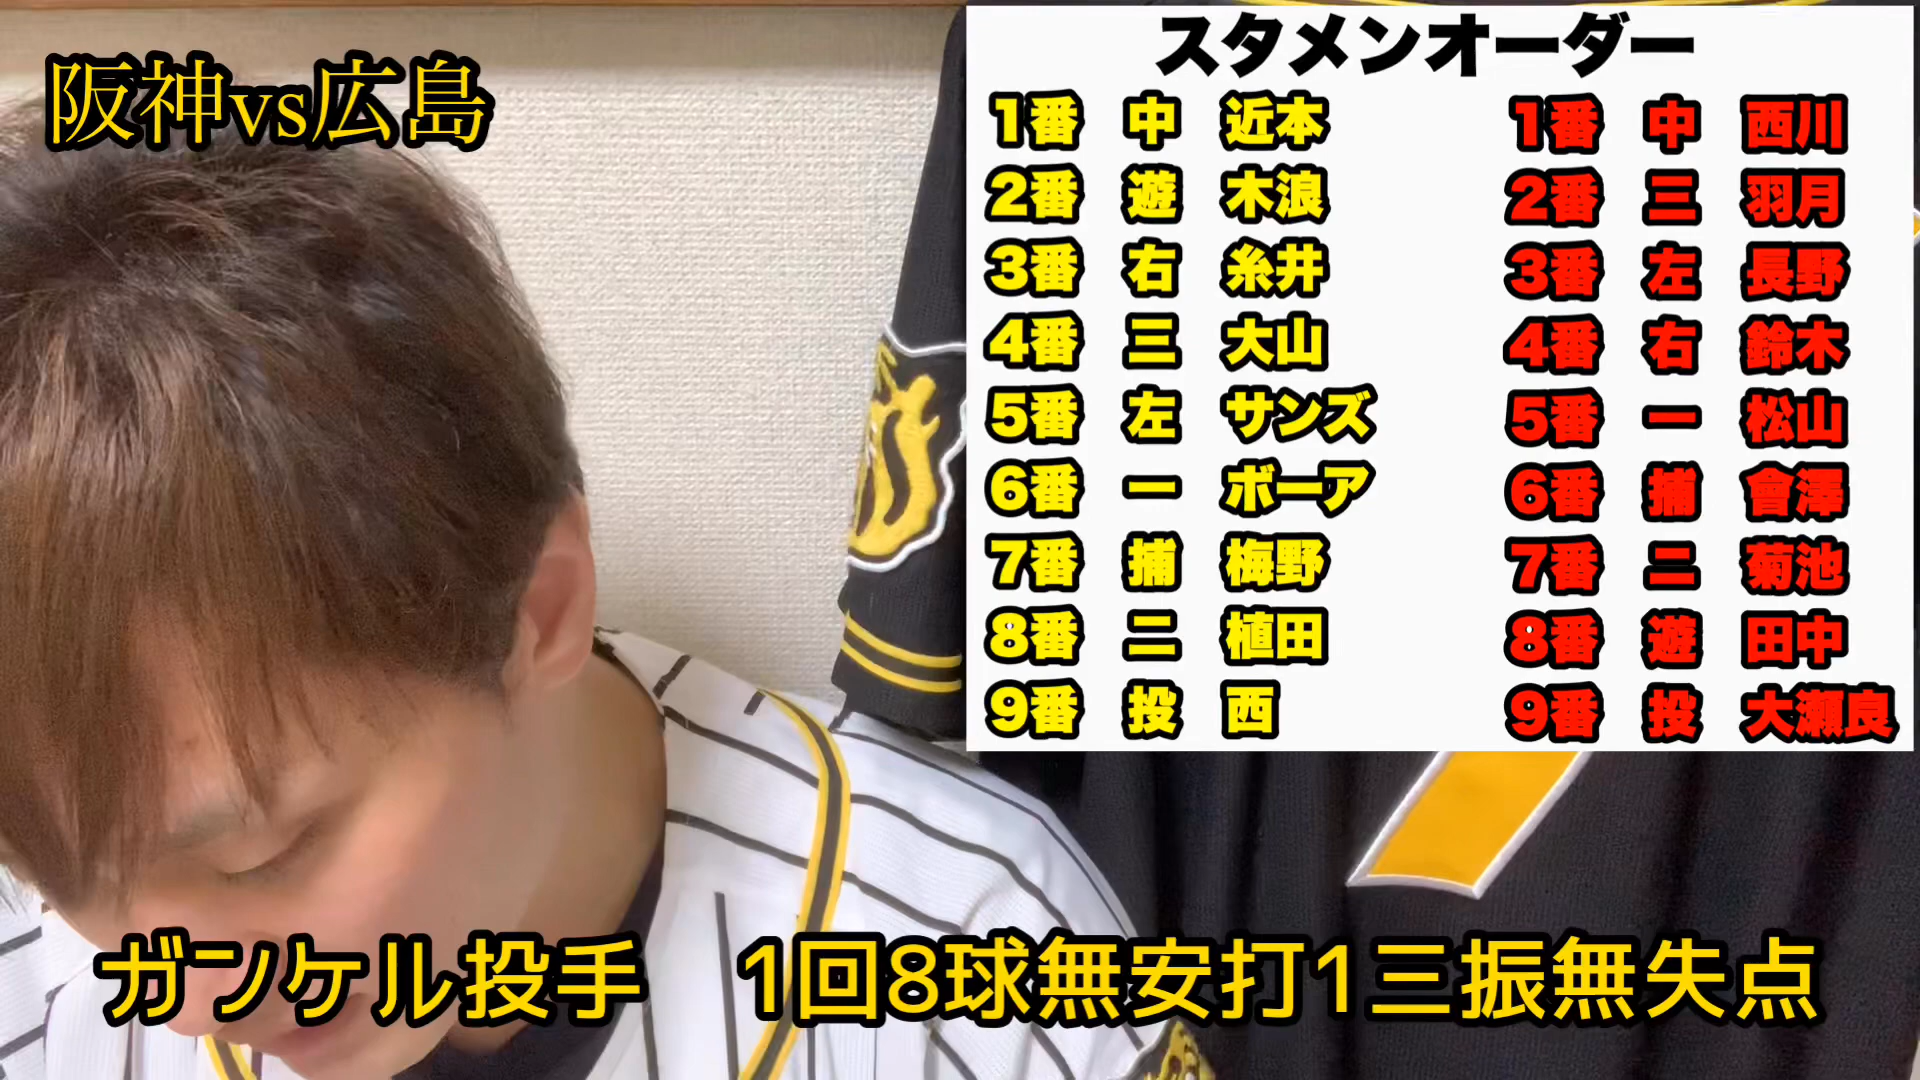 阪神vs広島
スタメンオーダー
1番 中 近本
2番 遊 木浪
3番 右 糸井
4番 三 大山
5番 左 サンズ
6番 一 ボーア
7番 捕 梅野
8番 二 植田
9番 投 西
1番 中 西川
2番 三 羽月
3番 左 長野
4番 右 鈴木
5番 一 松山
6番 捕 會澤
7番 二 菊池
8番 遊 田中
9番 投 大瀬良
ガンケル投手 1回8球無安打1三振無失点